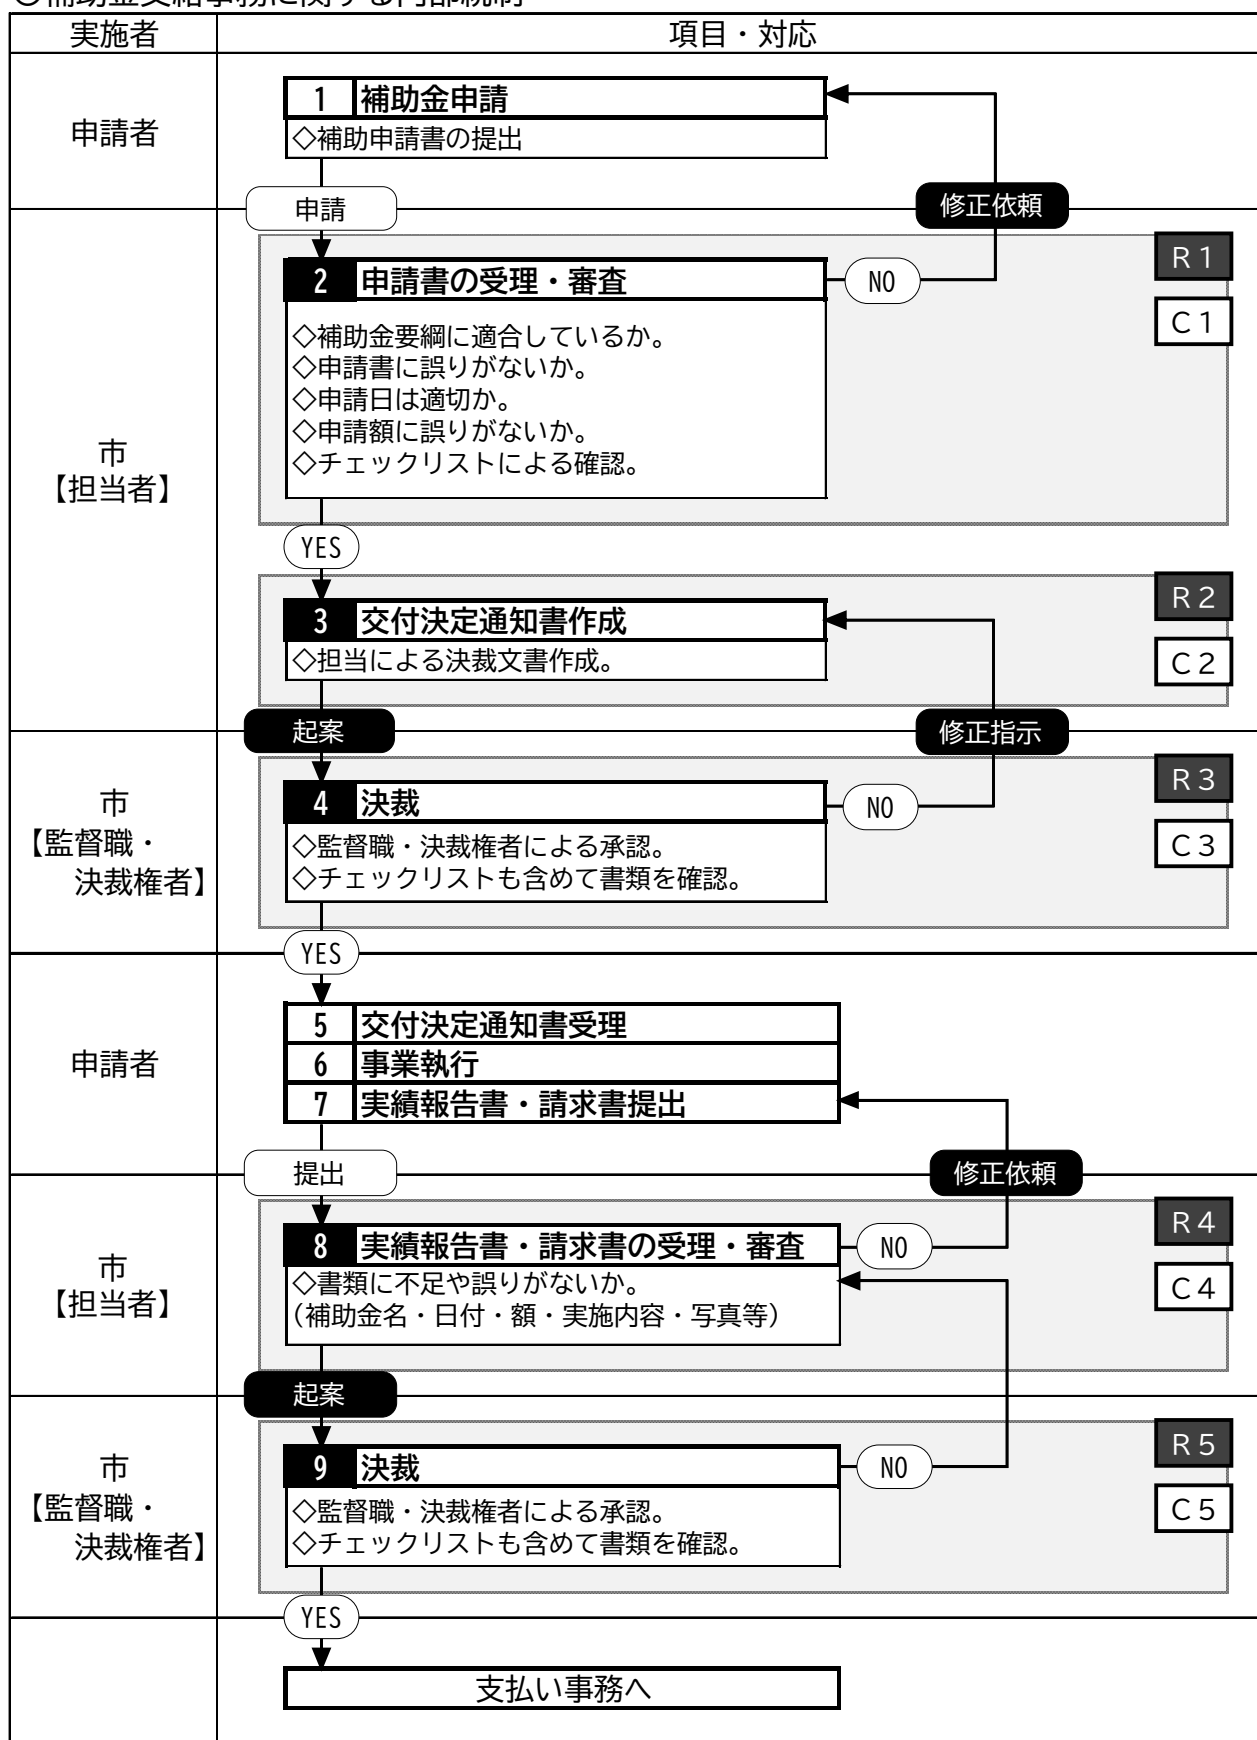 〇補助金支給事務に関する内部統制
実施者
項目・対応
申請者
1 補助金申請
◇補助申請書の提出
申請
修正依頼
市
【担当者】
2 申請書の受理・審査
NO
R1
C1
◇補助金要綱に適合しているか。
◇申請書に誤りがないか。
◇申請日は適切か。
◇申請額に誤りがないか。
◇チェックリストによる確認。
YES
3 交付決定通知書作成
R2
C2
◇担当による決裁文書作成。
起案
修正指示
市
【監督職・
決裁権者】
4 決裁
NO
R3
C3
◇監督職・決裁権者による承認。
◇チェックリストも含めて書類を確認。
YES
申請者
5 交付決定通知書受理
6 事業執行
7 実績報告書・請求書提出
提出
修正依頼
市
【担当者】
8 実績報告書・請求書の受理・審査
NO
R4
C4
◇書類に不足や誤りがないか。
(補助金名・日付・額・実施内容・写真等)
起案
市
【監督職・
決裁権者】
9 決裁
NO
R5
C5
◇監督職・決裁権者による承認。
◇チェックリストも含めて書類を確認。
YES
支払い事務へ